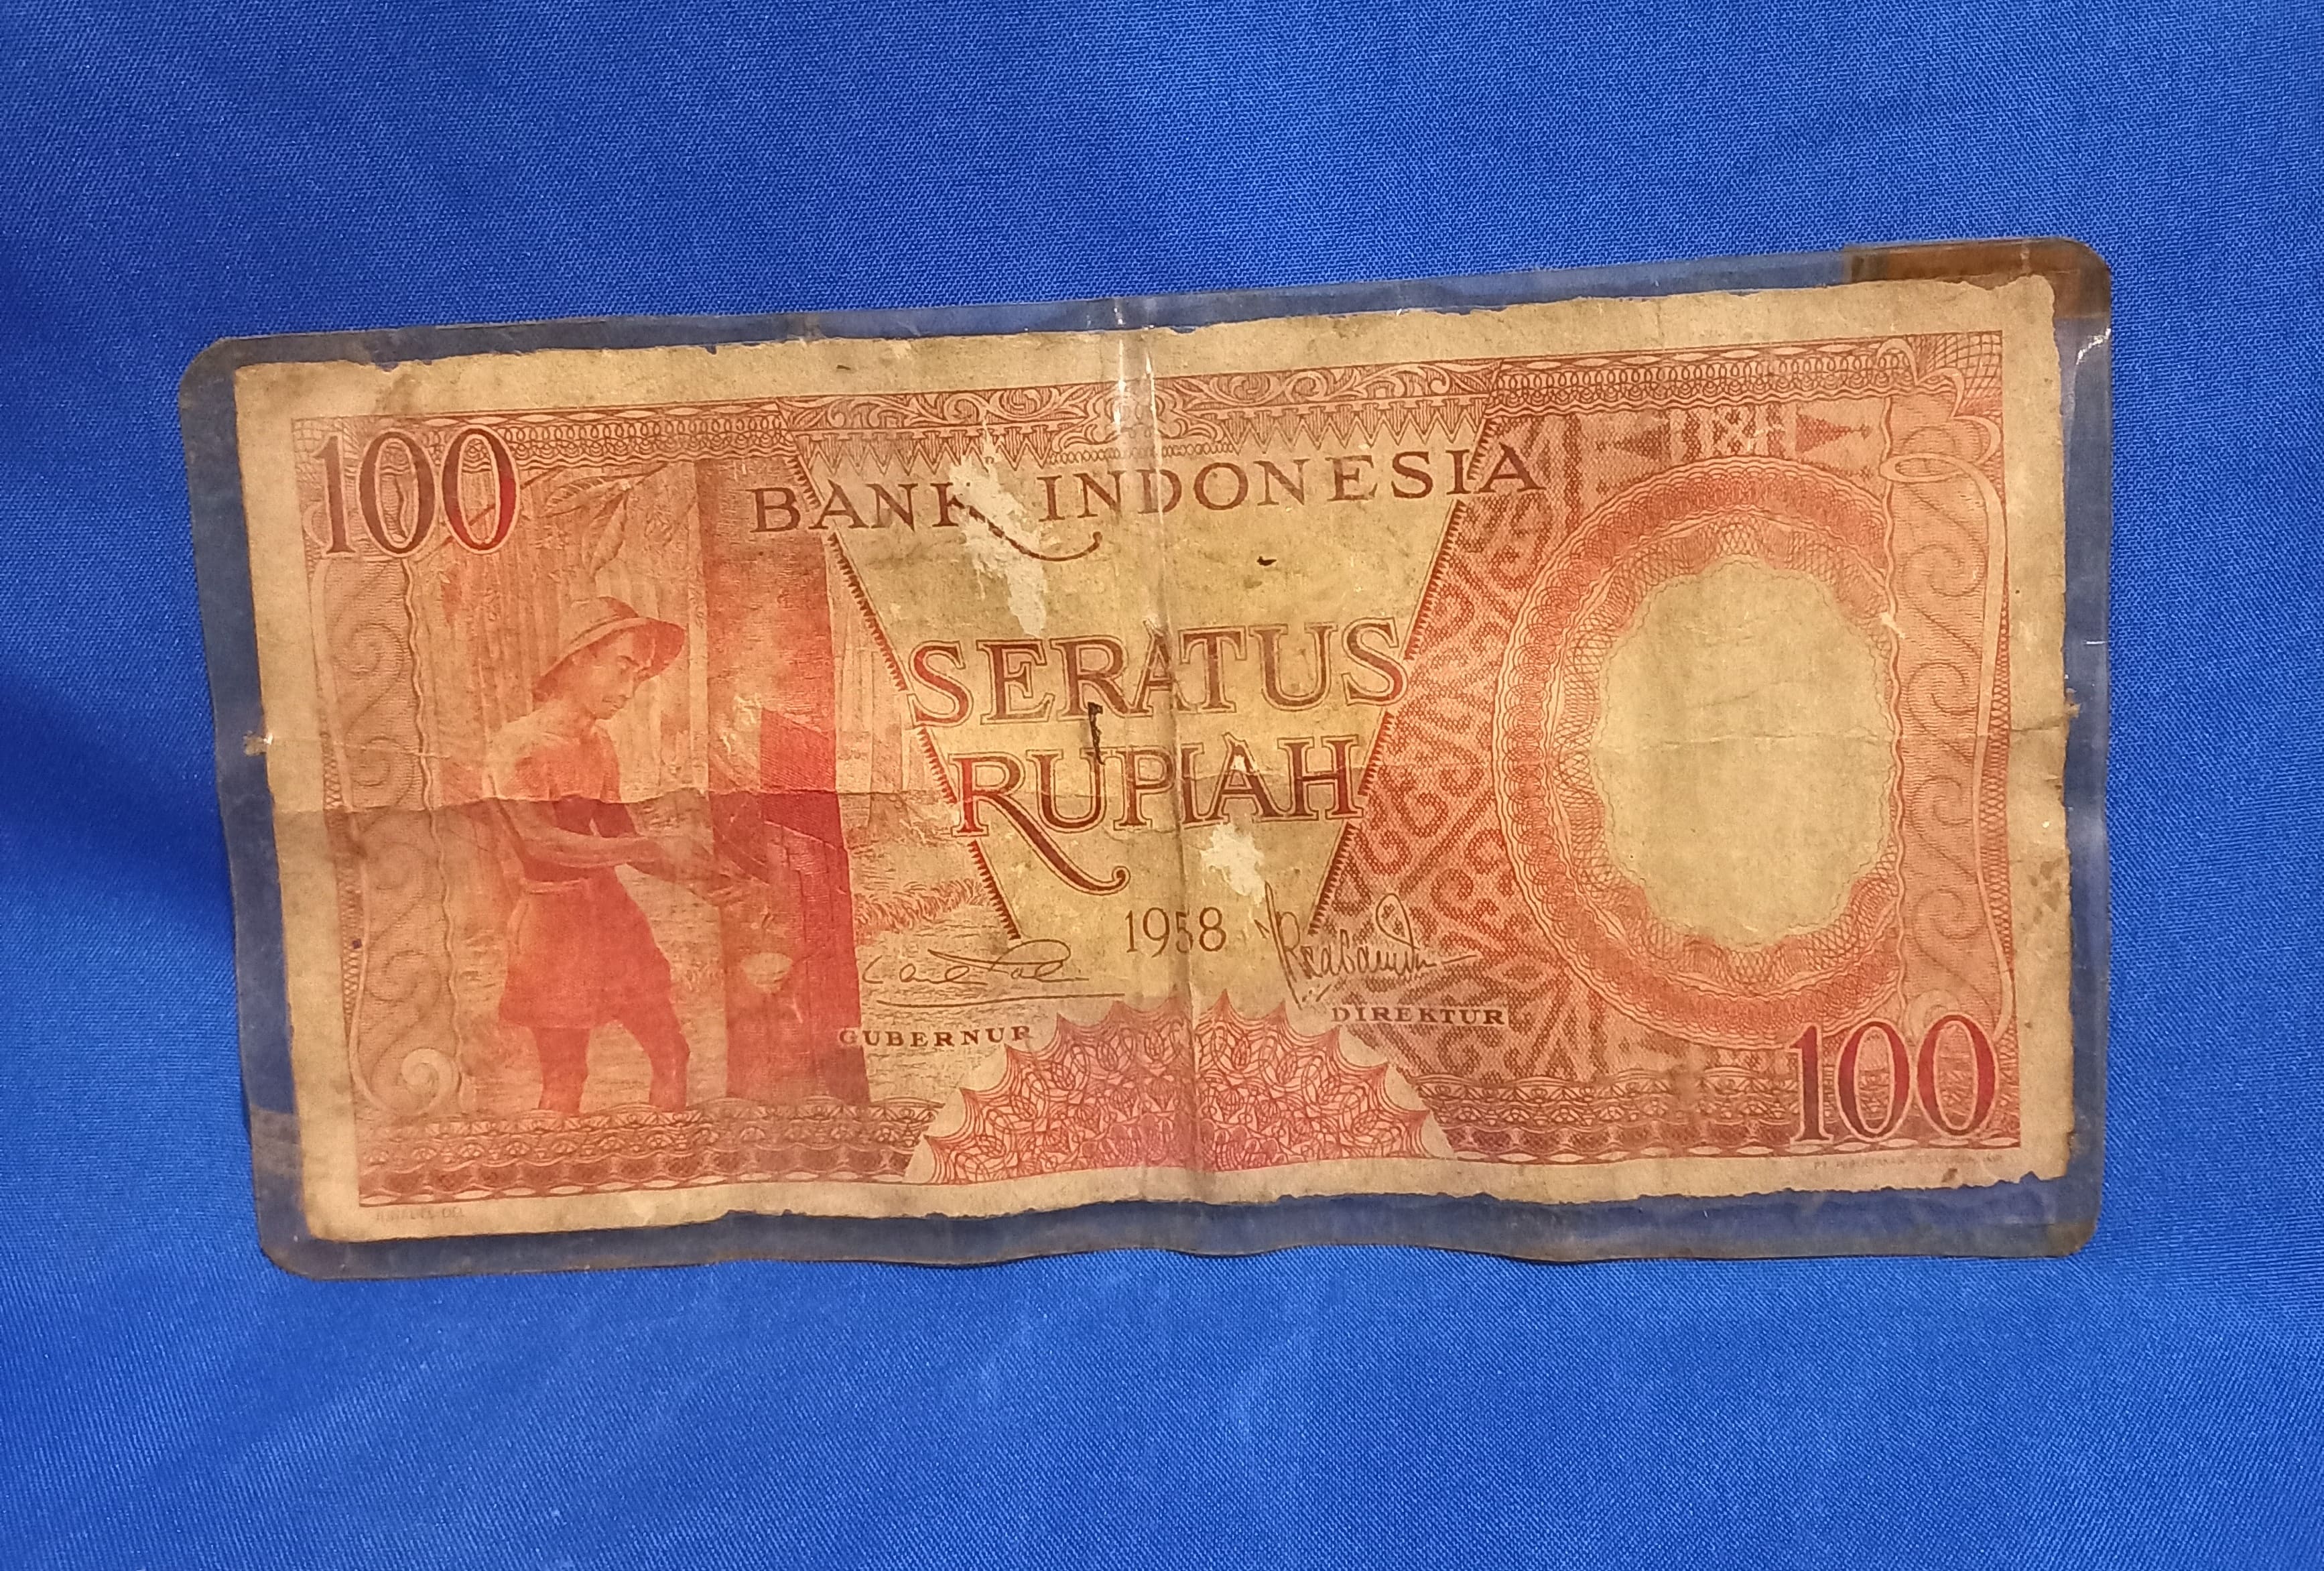 100
BANK INDONESIA
SERATUS
RUPIAH
1958
GUBERNUR
DIREKTUR
100